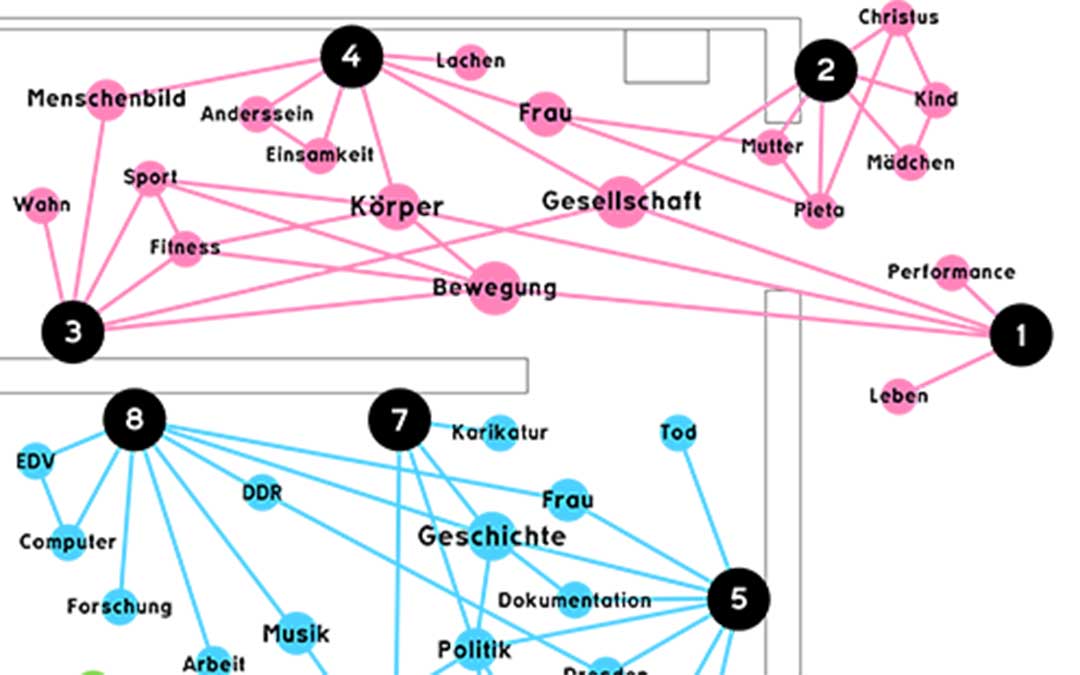 Christus
4
Lachen
2
Menschenbild
Anderssein
Frau
Kind
Einsamkeit
Mutter
Mädchen
Sport
Wahn
Körper
Gesellschaft
Pieta
Fitness
Performance
Bewegung
3
1
Leben
8
7
Karikatur
Tod
EDV
DDR
Frau
Computer
Geschichte
Forschung
Dokumentation
5
Musik
Politik
Arbeit
Dresden